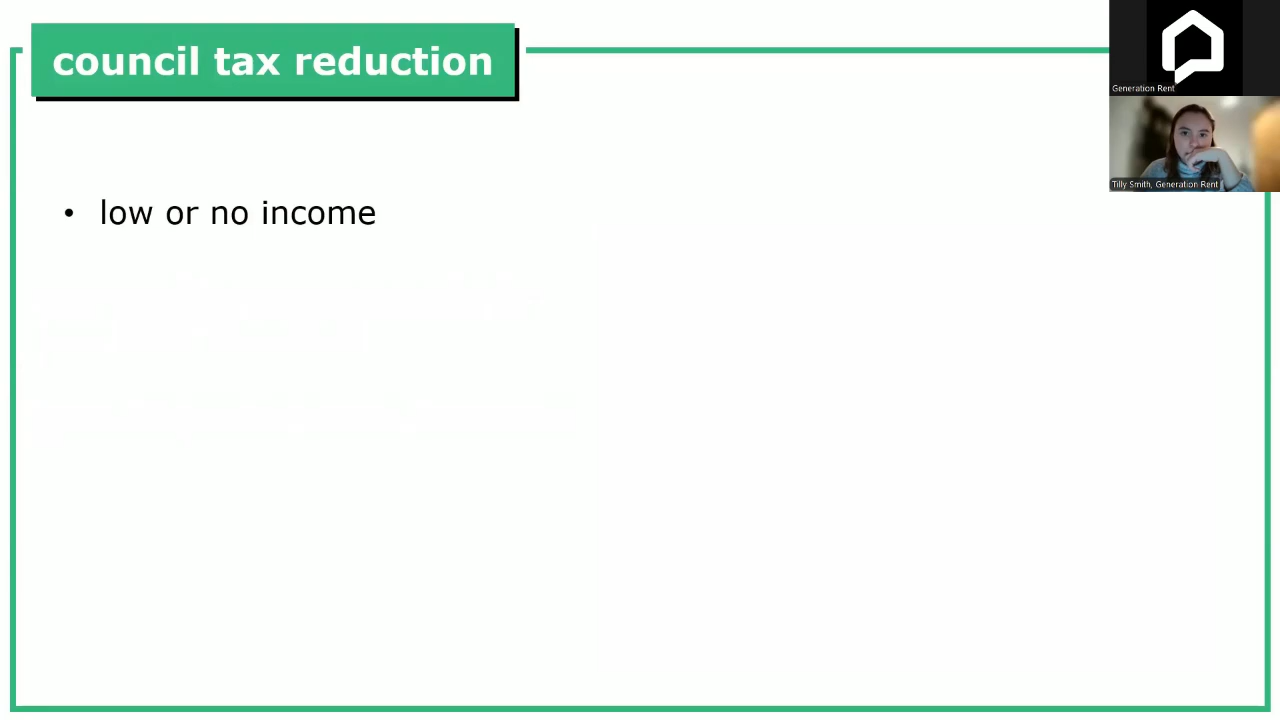 council tax reduction
Generation Rent
Tilly Smith, Generation Rent
• low or no income